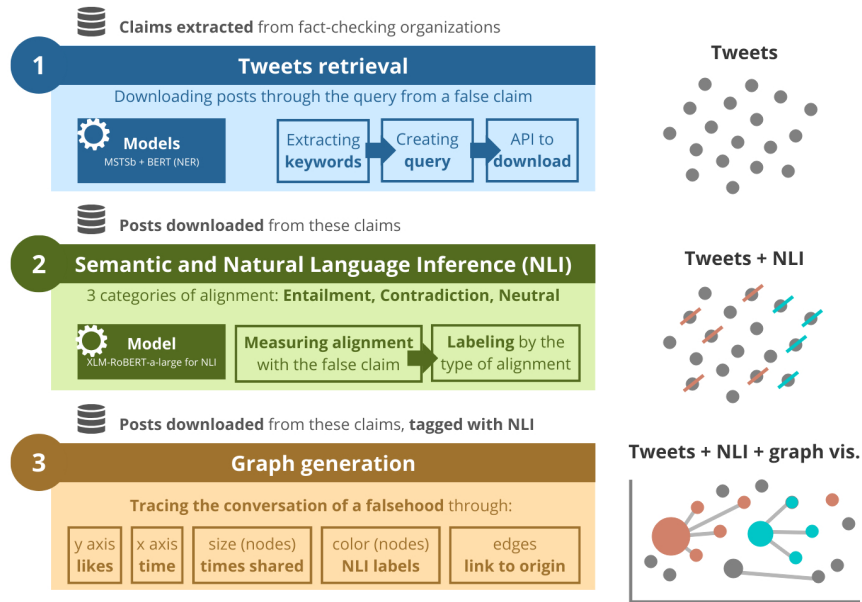 Claims extracted from fact-checking organizations
1
Tweets retrieval
Downloading posts through the query from a false claim
Models
MSTSb + BERT (NER)
Extracting
keywords
Creating
query
API to
download
Tweets
Posts downloaded from these claims
2
Semantic and Natural Language Inference (NLI)
3 categories of alignment: Entailment, Contradiction, Neutral
Model
XLM-RoBERT-a-large for NLI
Measuring alignment
with the false claim
Labeling by the
type of alignment
Tweets + NLI
Posts downloaded from these claims, tagged with NLI
3
Graph generation
Tracing the conversation of a falsehood through:
y axis
likes
x axis
time
size (nodes)
times shared
color (nodes)
NLI labels
edges
link to origin
Tweets + NLI + graph vis.